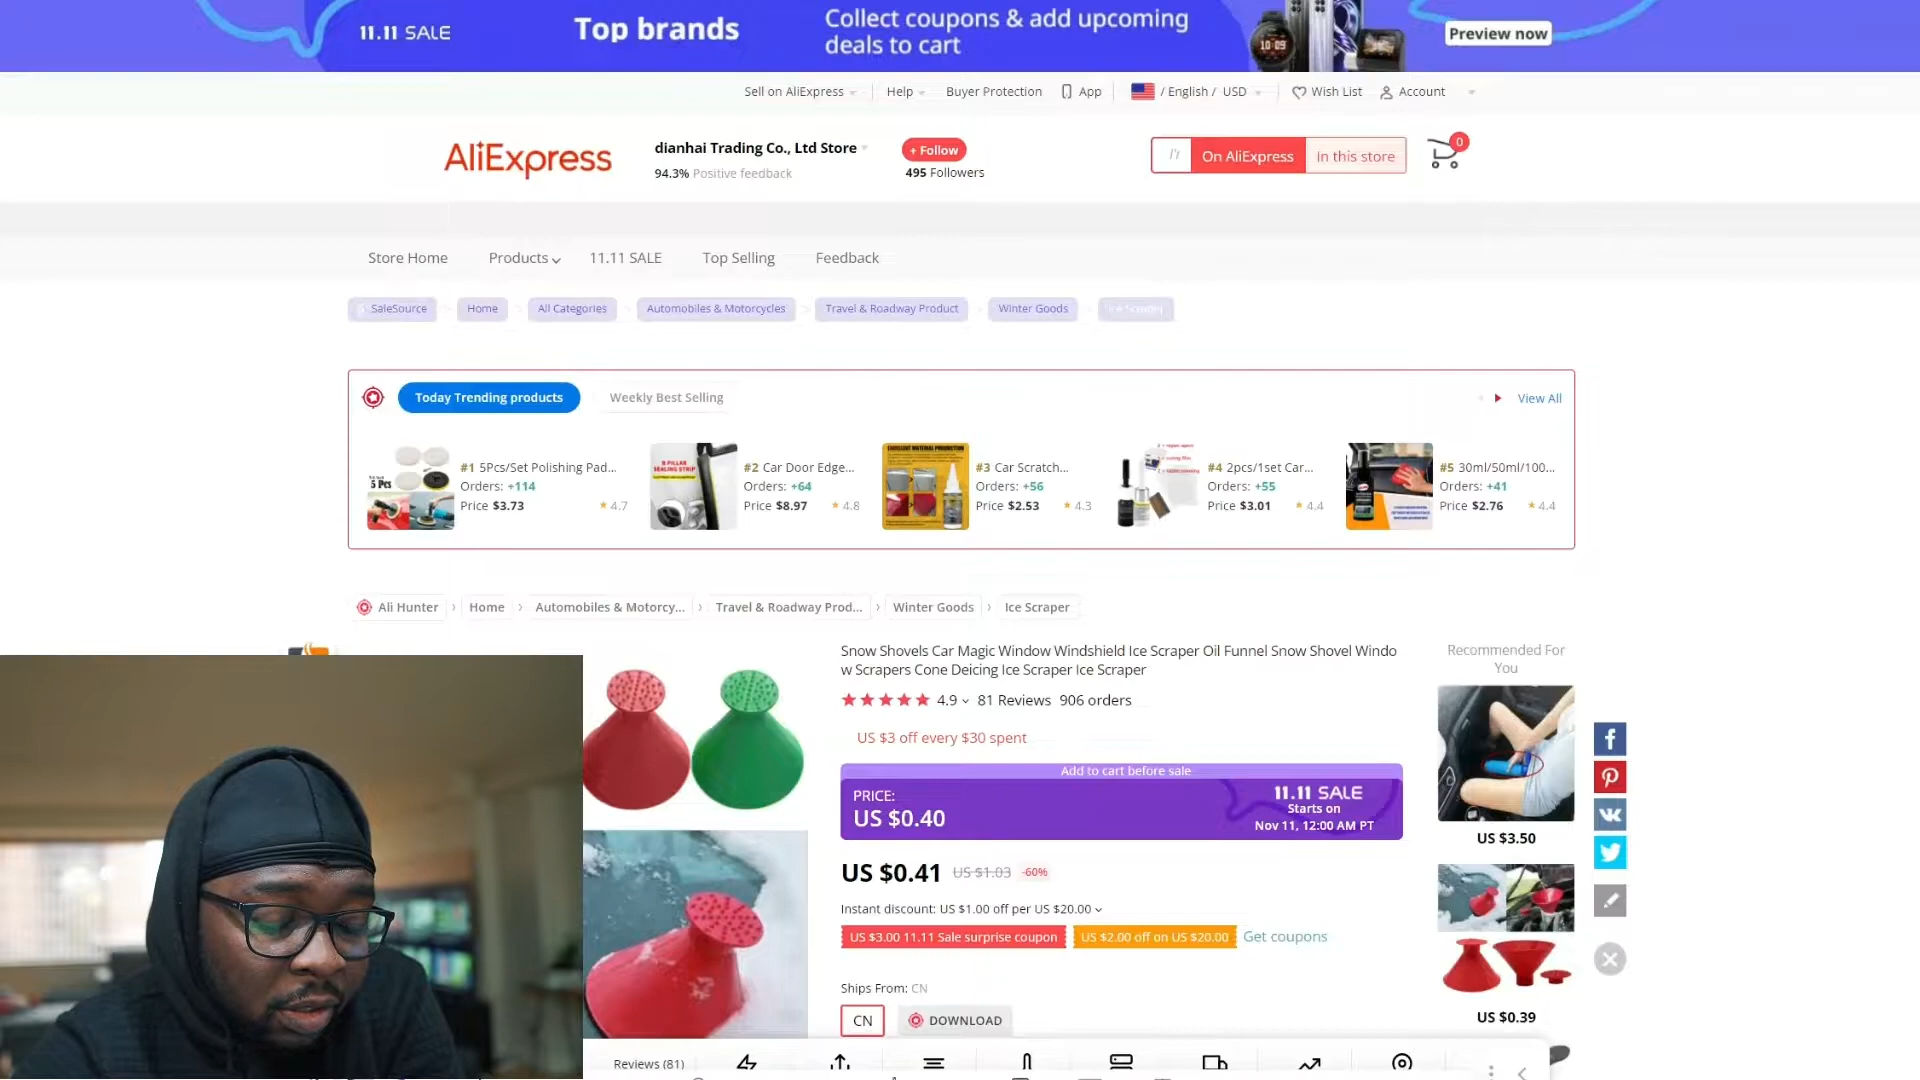 11.11 SALE
Top brands
Collect coupons & add upcoming
deals to cart
10 09
Preview now
Sell on AliExpress
Help
Buyer Protection
App
/ English / USD
Wish List
Account
AliExpress
dianhai Trading Co., Ltd Store
94.3% Positive feedback
+ Follow
495 Followers
I'r
On AliExpress
In this store
0
Store Home
Products
11.11 SALE
Top Selling
Feedback
SaleSource
Home
All Categories
Automobiles & Motorcycles
Travel & Roadway Product
Winter Goods
Ice Scraper
Today Trending products
Weekly Best Selling
View All
5 Pcs
#1 5Pcs/Set Polishing Pad...
Orders: +114
Price $3.73
4.7
B-PILLAR
SEALING STRIP
#2 Car Door Edge...
Orders: +64
Price $8.97
4.8
#3 Car Scratch...
Orders: +56
Price $2.53
4.3
#4 2pcs/1set Car...
Orders: +55
Price $3.01
4.4
#5 30ml/50ml/100...
Orders: +41
Price $2.76
4.4
Ali Hunter
Home
Automobiles & Motorcy...
Travel & Roadway Prod...
Winter Goods
Ice Scraper
Snow Shovels Car Magic Window Windshield Ice Scraper Oil Funnel Snow Shovel Windo
w Scrapers Cone Deicing Ice Scraper Ice Scraper
4.9
81 Reviews
906 orders
US $3 off every $30 spent
Add to cart before sale
PRICE:
US $0.40
11.11 SALE
Starts on
Nov 11, 12:00 AM PT
US $0.41
US $1.03
-60%
Instant discount: US $1.00 off per US $20.00
US $3.00 11.11 Sale surprise coupon
US $2.00 off on US $20.00
Get coupons
Ships From: CN
CN
DOWNLOAD
Reviews (81)
Recommended For
You
US $3.50
US $0.39